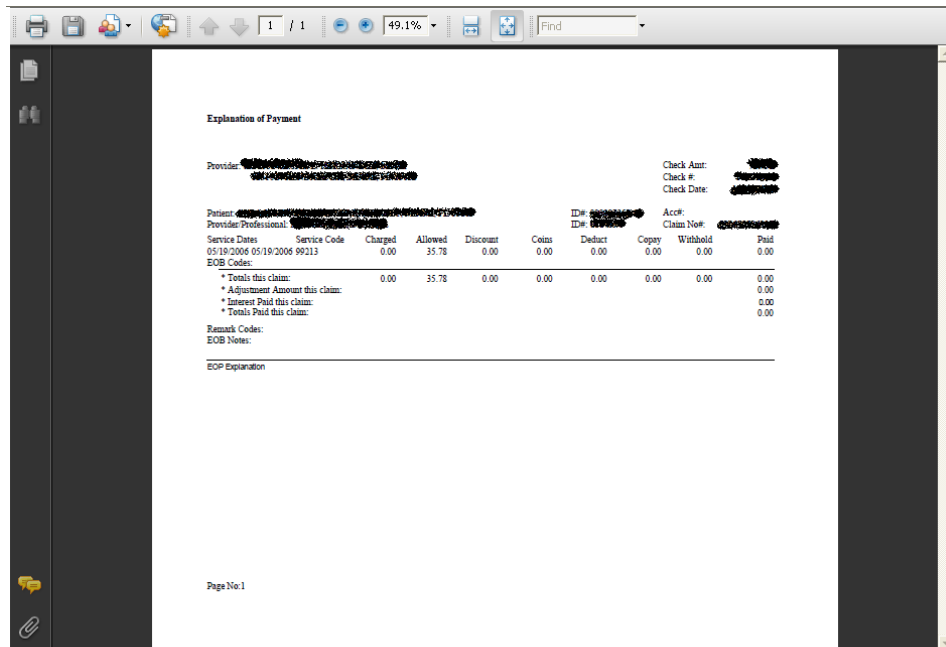 1 / 1 49.1% Find
Explanation of Payment
Provider: Check Amt:
Check #:
Check Date:
Patient: ID#: Acc#:
Provider/Professional: ID#: Claim No#:
Service Dates Service Code Charged Allowed Discount Coins Deduct Copay Withhold Paid
05/19/2006 05/19/2006 99213 0.00 35.78 0.00 0.00 0.00 0.00 0.00 0.00
EOB Codes:
* Totals this claim: 0.00 35.78 0.00 0.00 0.00 0.00 0.00 0.00
* Adjustment Amount this claim: 0.00
* Interest Paid this claim: 0.00
* Totals Paid this claim: 0.00
Remark Codes:
EOB Notes:
EOP Explanation
Page No:1